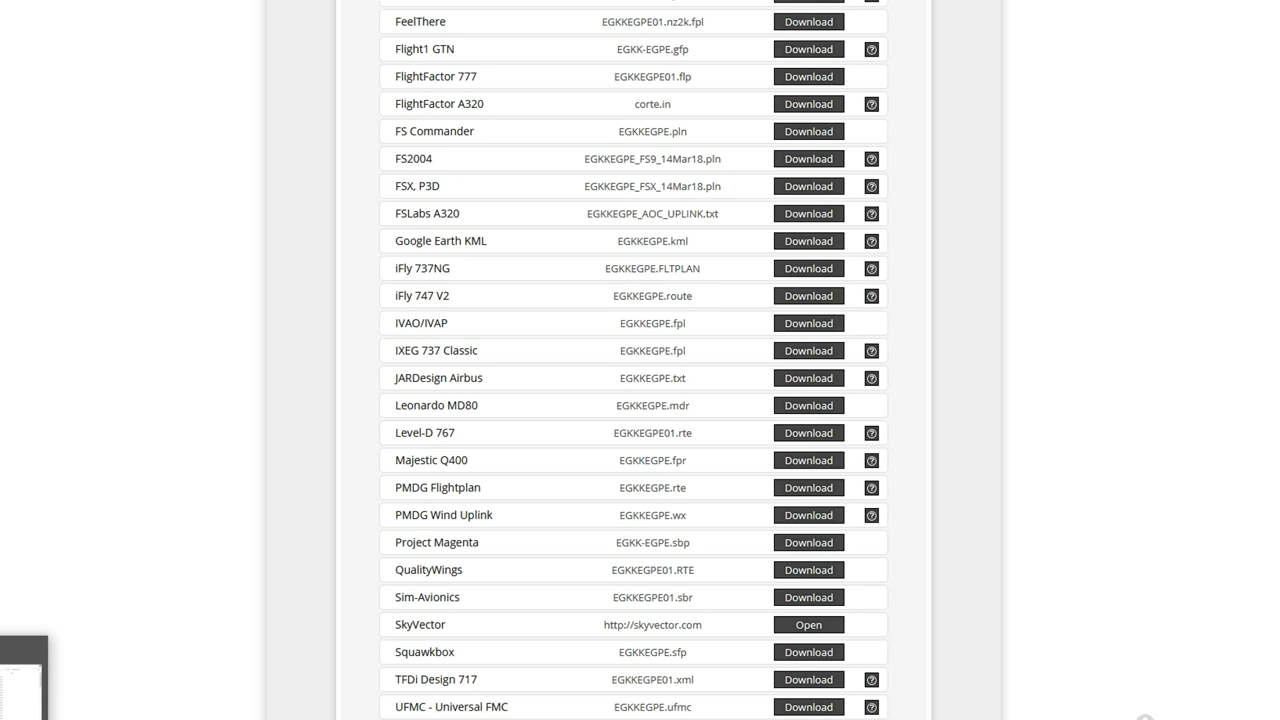 FeelThere EGKKEGPE01.nz2k.fpl Download
Flight1 GTN EGKK-EGPE.gfp Download
FlightFactor 777 EGKKEGPE01.flp Download
FlightFactor A320 corte.in Download
FS Commander EGKKEGPE.pln Download
FS2004 EGKKEGPE_FS9_14Mar18.pln Download
FSX, P3D EGKKEGPE_FSX_14Mar18.pln Download
FSLabs A320 EGKKEGPE_AOC_UPLINK.txt Download
Google Earth KML EGKKEGPE.kml Download
iFly 737NG EGKKEGPE.FLTPLAN Download
iFly 747 V2 EGKKEGPE.route Download
IVAO/IVAP EGKKEGPE.fpl Download
IXEG 737 Classic EGKKEGPE.fpl Download
JARDesign Airbus EGKKEGPE.txt Download
Leonardo MD80 EGKKEGPE.mdr Download
Level-D 767 EGKKEGPE01.rte Download
Majestic Q400 EGKKEGPE.fpr Download
PMDG Flightplan EGKKEGPE.rte Download
PMDG Wind Uplink EGKKEGPE.wx Download
Project Magenta EGKK-EGPE.sbp Download
QualityWings EGKKEGPE01.RTE Download
Sim-Avionics EGKKEGPE01.sbr Download
SkyVector http://skyvector.com Open
Squawkbox EGKKEGPE.sfp Download
TFDi Design 717 EGKKEGPE01.xml Download
UFMC - Universal FMC EGKKEGPE.ufmc Download